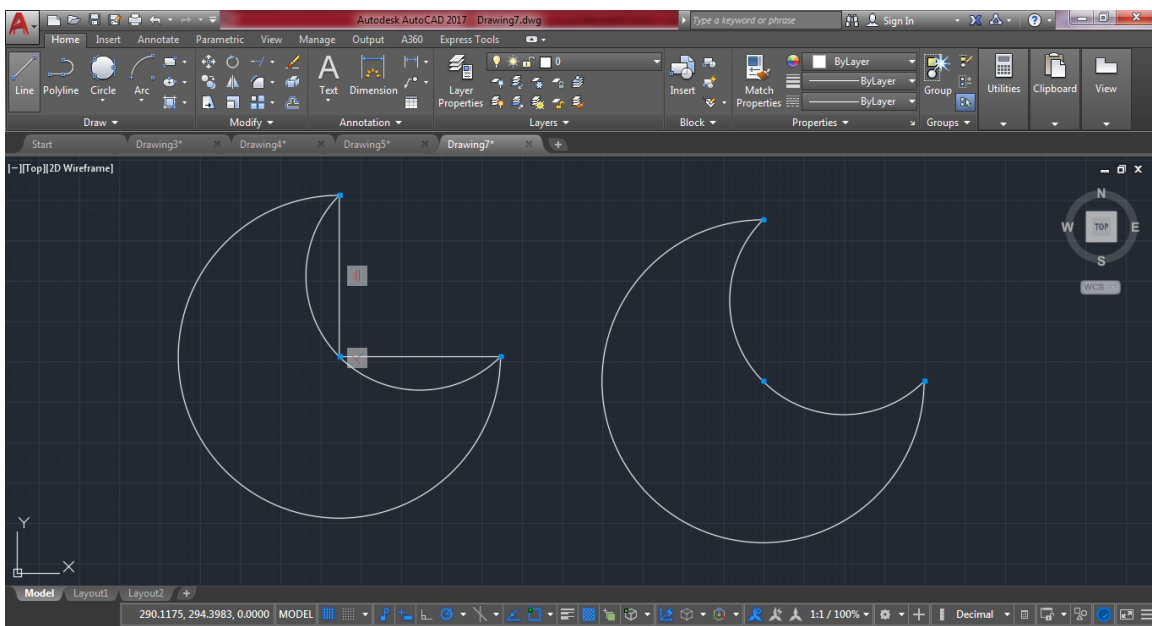 Autodesk AutoCAD 2017 Drawing7.dwg
Type a keyword or phrase
Sign In
Home Insert Annotate Parametric View Manage Output A360 Express Tools
0
ByLayer
ByLayer
ByLayer
Line Polyline Circle Arc
Text Dimension
Layer Properties
Insert
Match Properties
Group
Utilities Clipboard View
Draw Modify Annotation Layers Block Properties Groups
Start Drawing3* Drawing4* Drawing5* Drawing7*
[−][Top][2D Wireframe]
N
W TOP E
S
WCS
Y
X
Model Layout1 Layout2 +
290.1175, 294.3983, 0.0000 MODEL 1:1 / 100% Decimal